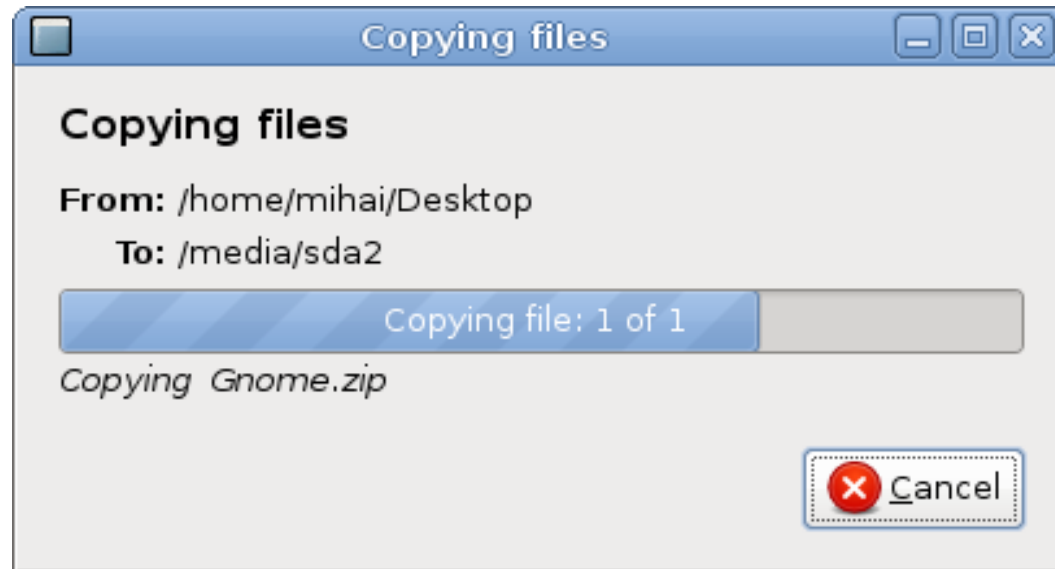 Copying files
Copying files
From: /home/mihai/Desktop
To: /media/sda2
Copying file: 1 of 1
Copying Gnome.zip
Cancel